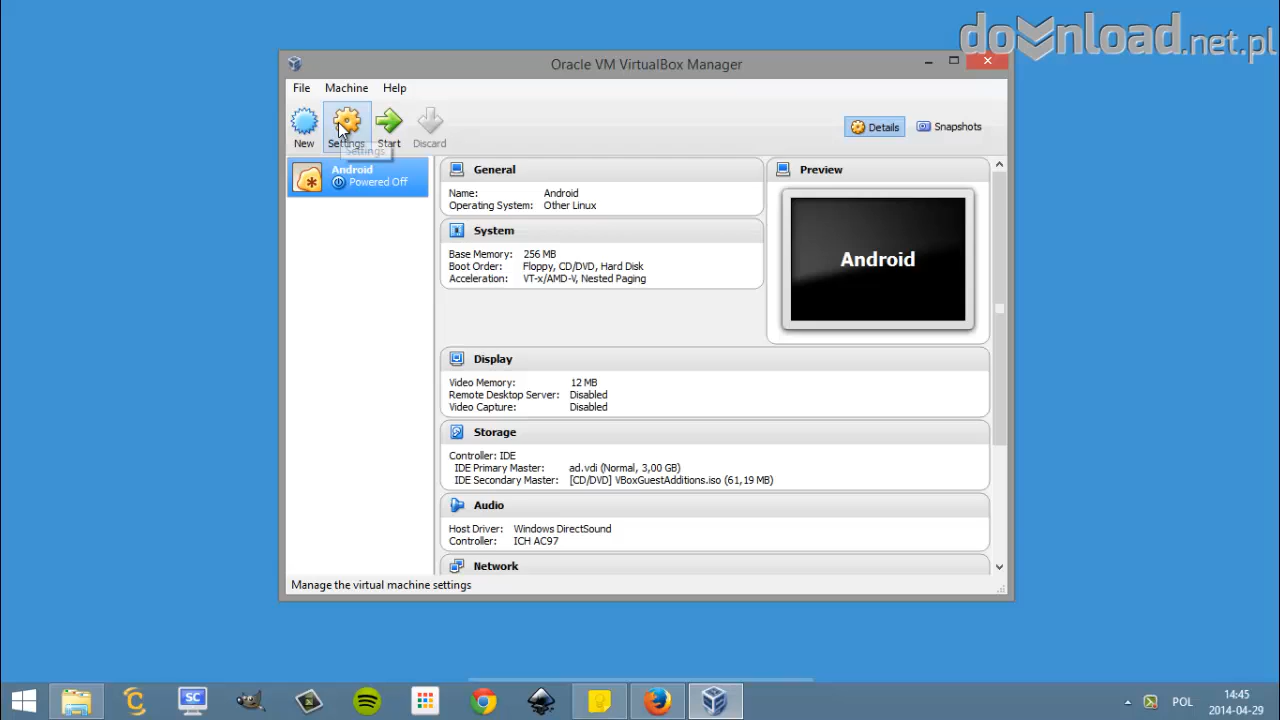 download.net.pl
Oracle VM VirtualBox Manager
File Machine Help
New Settings Start Discard
Settings
Details Snapshots
Android
Powered Off
General
Name: Android
Operating System: Other Linux
System
Base Memory: 256 MB
Boot Order: Floppy, CD/DVD, Hard Disk
Acceleration: VT-x/AMD-V, Nested Paging
Preview
Android
Display
Video Memory: 12 MB
Remote Desktop Server: Disabled
Video Capture: Disabled
Storage
Controller: IDE
IDE Primary Master: ad.vdi (Normal, 3,00 GB)
IDE Secondary Master: [CD/DVD] VBoxGuestAdditions.iso (61,19 MB)
Audio
Host Driver: Windows DirectSound
Controller: ICH AC97
Network
Manage the virtual machine settings
SC
POL
14:45
2014-04-29